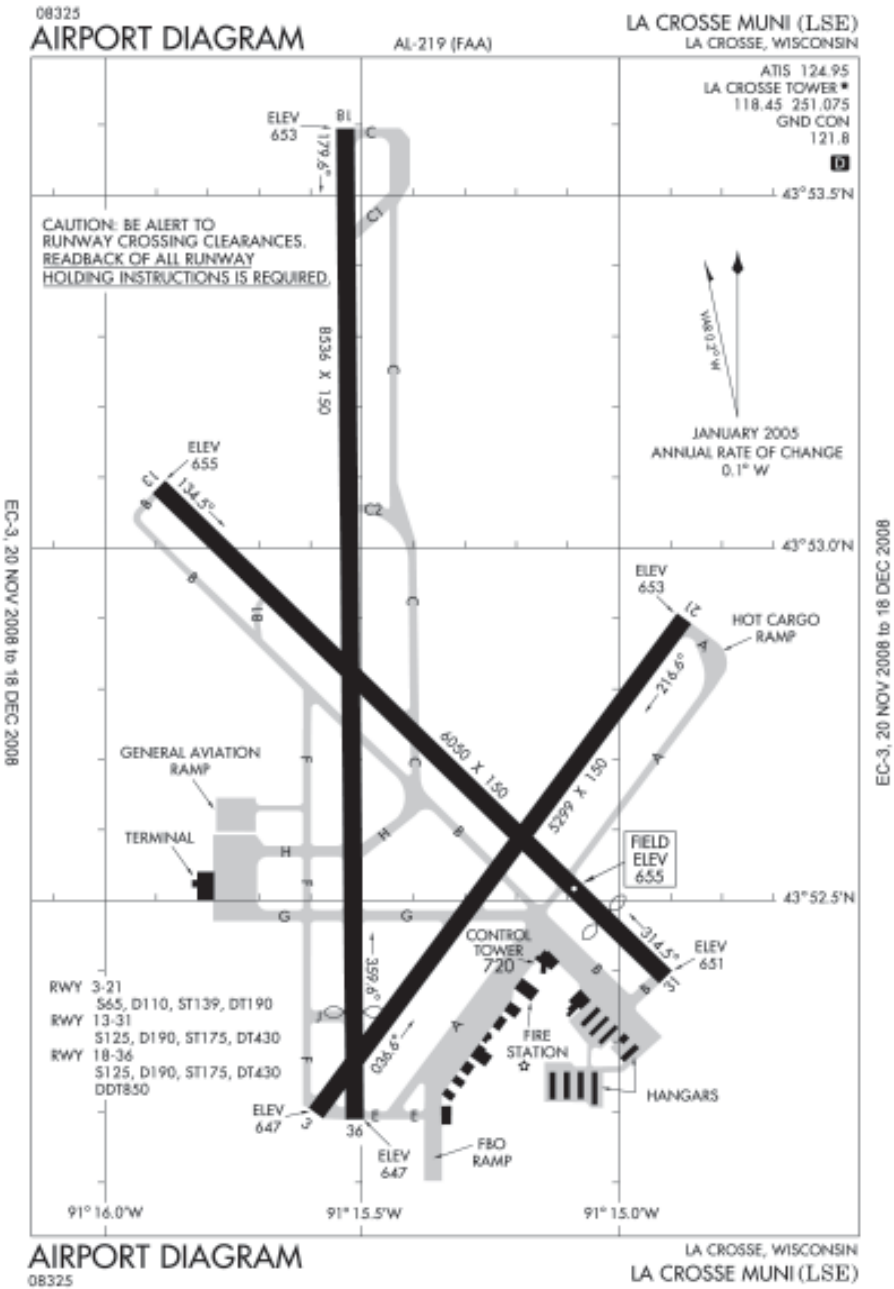 08325
AIRPORT DIAGRAM
AL-219 (FAA)
LA CROSSE MUNI (LSE)
LA CROSSE, WISCONSIN
ATIS 124.95
LA CROSSE TOWER *
118.45 251.075
GND CON
121.8
D
ELEV
653
18
C
179.6°
C1
43°53.5'N
CAUTION: BE ALERT TO
RUNWAY CROSSING CLEARANCES.
READBACK OF ALL RUNWAY
HOLDING INSTRUCTIONS IS REQUIRED.
VAR 0.2° W
8536 X 150
C
JANUARY 2005
ANNUAL RATE OF CHANGE
0.1° W
ELEV
655
13
134.5°
B
C2
43°53.0'N
EC-3, 20 NOV 2008 to 18 DEC 2008
EC-3, 20 NOV 2008 to 18 DEC 2008
B
B1
C
ELEV
653
21
HOT CARGO
RAMP
A
216.6°
A
GENERAL AVIATION
RAMP
F
C
6050 X 150
5299 X 150
TERMINAL
H
H
B
FIELD
ELEV
655
F
43°52.5'N
G
G
CONTROL
TOWER
720
314.5°
ELEV
651
31
B
B
RWY 3-21
S65, D110, ST139, DT190
RWY 13-31
S125, D190, ST175, DT430
RWY 18-36
S125, D190, ST175, DT430
DDT850
359.6°
J
036.6°
A
F
FIRE
STATION
HANGARS
ELEV
647
3
36
E
E
ELEV
647
FBO
RAMP
91°16.0'W
91°15.5'W
91°15.0'W
AIRPORT DIAGRAM
08325
LA CROSSE, WISCONSIN
LA CROSSE MUNI (LSE)